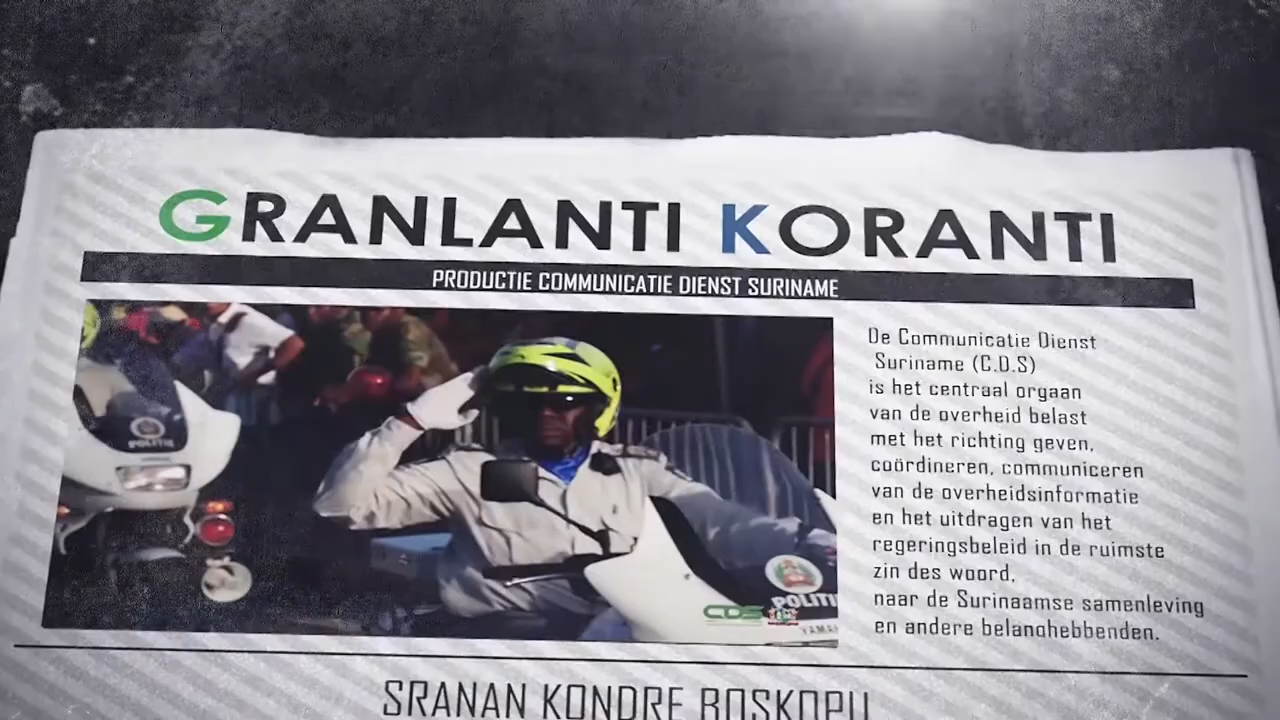 GRANLANTI KORANTI
PRODUCTIE COMMUNICATIE DIENST SURINAME
De Communicatie Dienst
Suriname (C.D.S)
is het centraal orgaan
van de overheid belast
met het richting geven,
coördineren, communiceren
van de overheidsinformatie
en het uitdragen van het
regeringsbeleid in de ruimste
zin des woord,
naar de Surinaamse samenleving
en andere belanghebbenden.
POLITIE
CDS
POLITI
YAMA
SRANAN KONDRE BOSKOPU